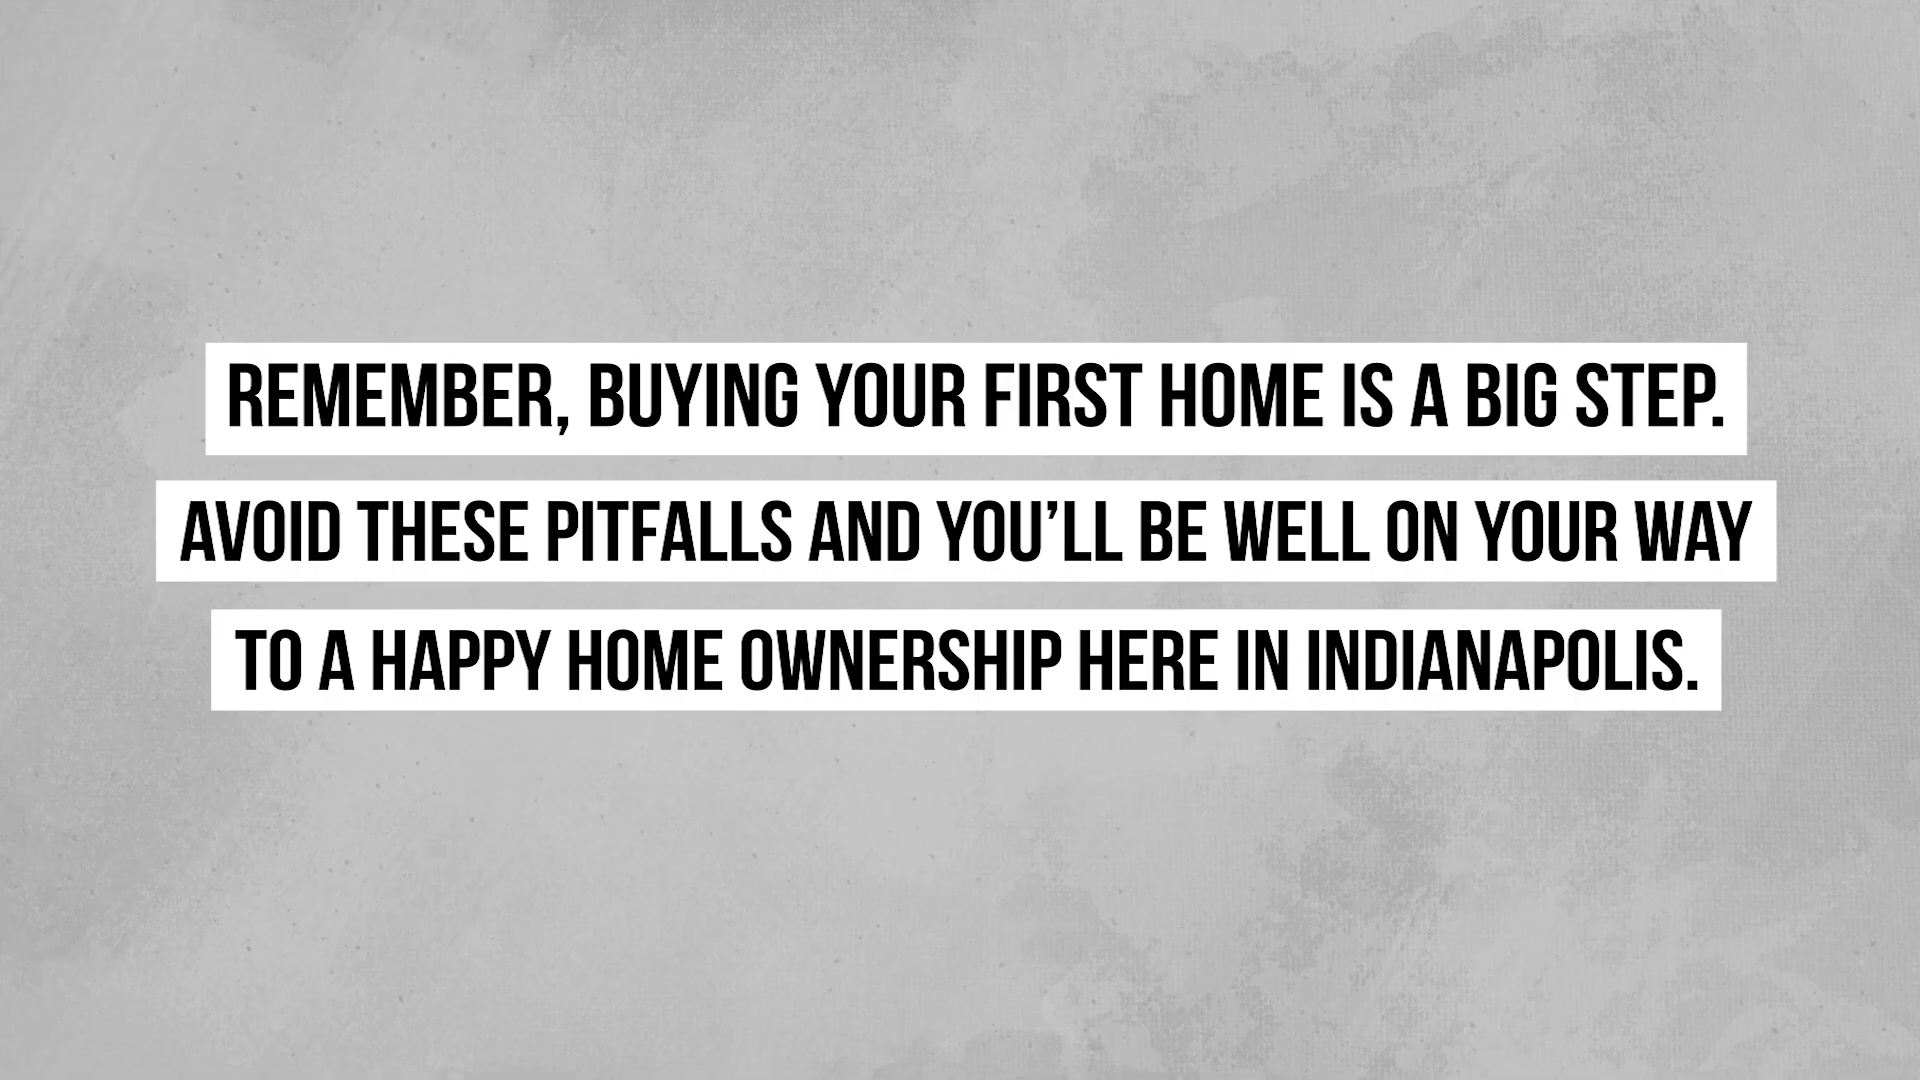 REMEMBER, BUYING YOUR FIRST HOME IS A BIG STEP.
AVOID THESE PITFALLS AND YOU’LL BE WELL ON YOUR WAY
TO A HAPPY HOME OWNERSHIP HERE IN INDIANAPOLIS.